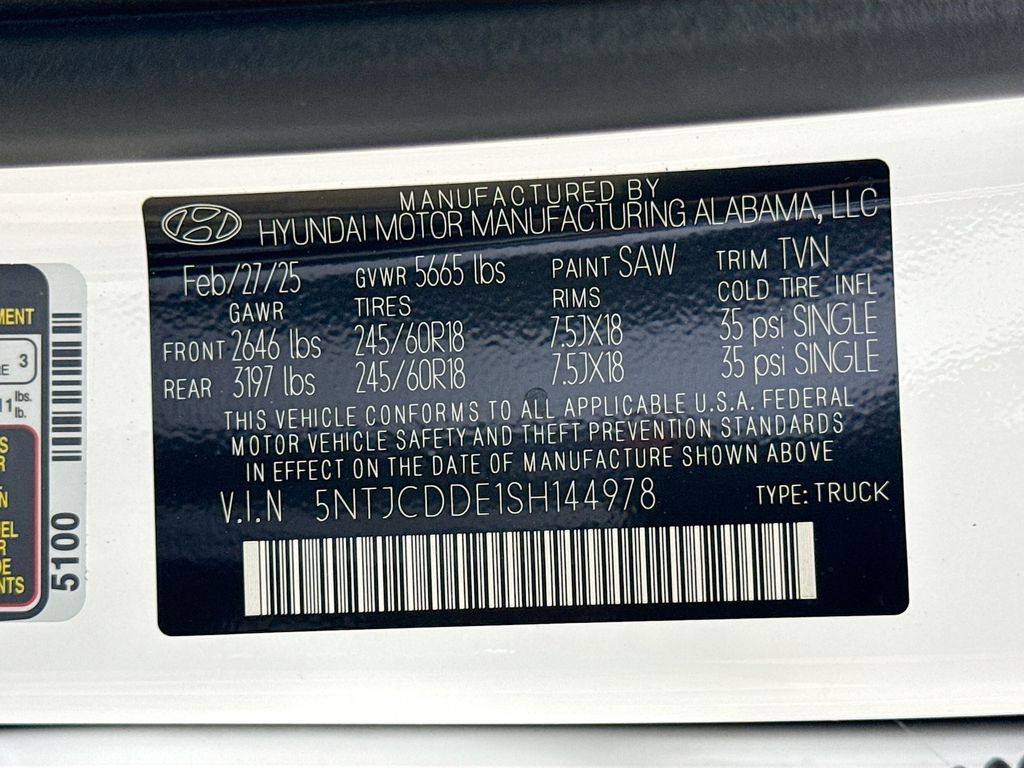 MANUFACTURED BY
HYUNDAI MOTOR MANUFACTURING ALABAMA, LLC
Feb/27/25 GVWR 5665 lbs PAINT SAW TRIM TVN
GAWR TIRES RIMS COLD TIRE INFL
FRONT 2646 lbs 245/60R18 7.5JX18 35 psi SINGLE
REAR 3197 lbs 245/60R18 7.5JX18 35 psi SINGLE
THIS VEHICLE CONFORMS TO ALL APPLICABLE U.S.A. FEDERAL
MOTOR VEHICLE SAFETY AND THEFT PREVENTION STANDARDS
IN EFFECT ON THE DATE OF MANUFACTURE SHOWN ABOVE
V.I.N 5NTJCDDE1SH144978 TYPE: TRUCK
3
lbs.
lb.
5100